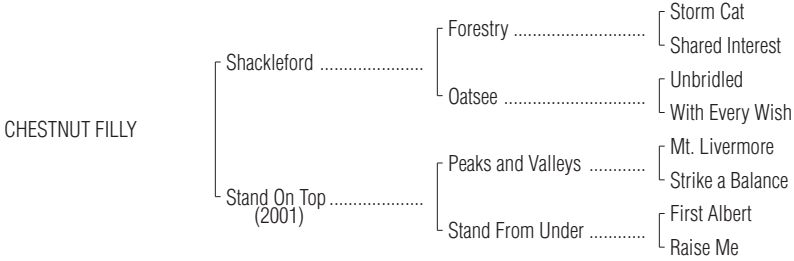 Storm Cat
Forestry ............................
Shared Interest
Shackleford ......................
Unbridled
Oatsee ..............................
With Every Wish
CHESTNUT FILLY
Mt. Livermore
Peaks and Valleys ............
Strike a Balance
Stand On Top ....................
(2001)
First Albert
Stand From Under ............
Raise Me